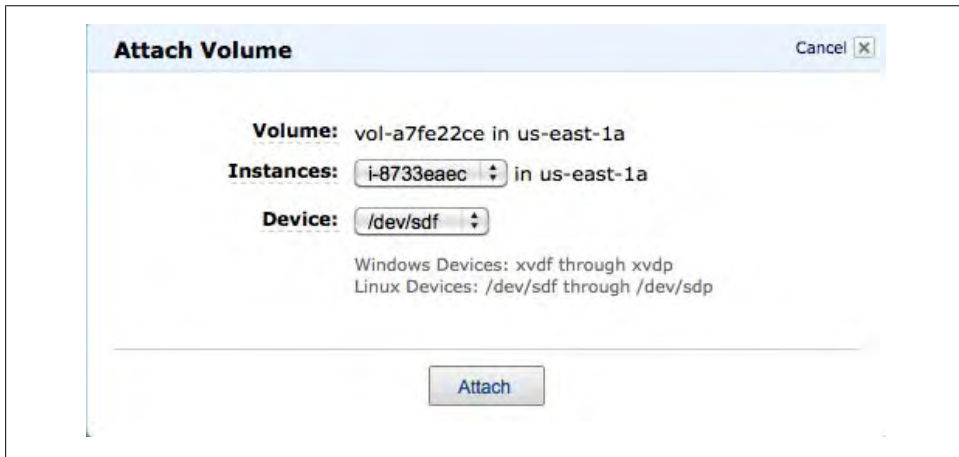 Attach Volume
Cancel
Volume: vol-a7fe22ce in us-east-1a
Instances: i-8733eaec in us-east-1a
Device: /dev/sdf
Windows Devices: xvdf through xvdp
Linux Devices: /dev/sdf through /dev/sdp
Attach